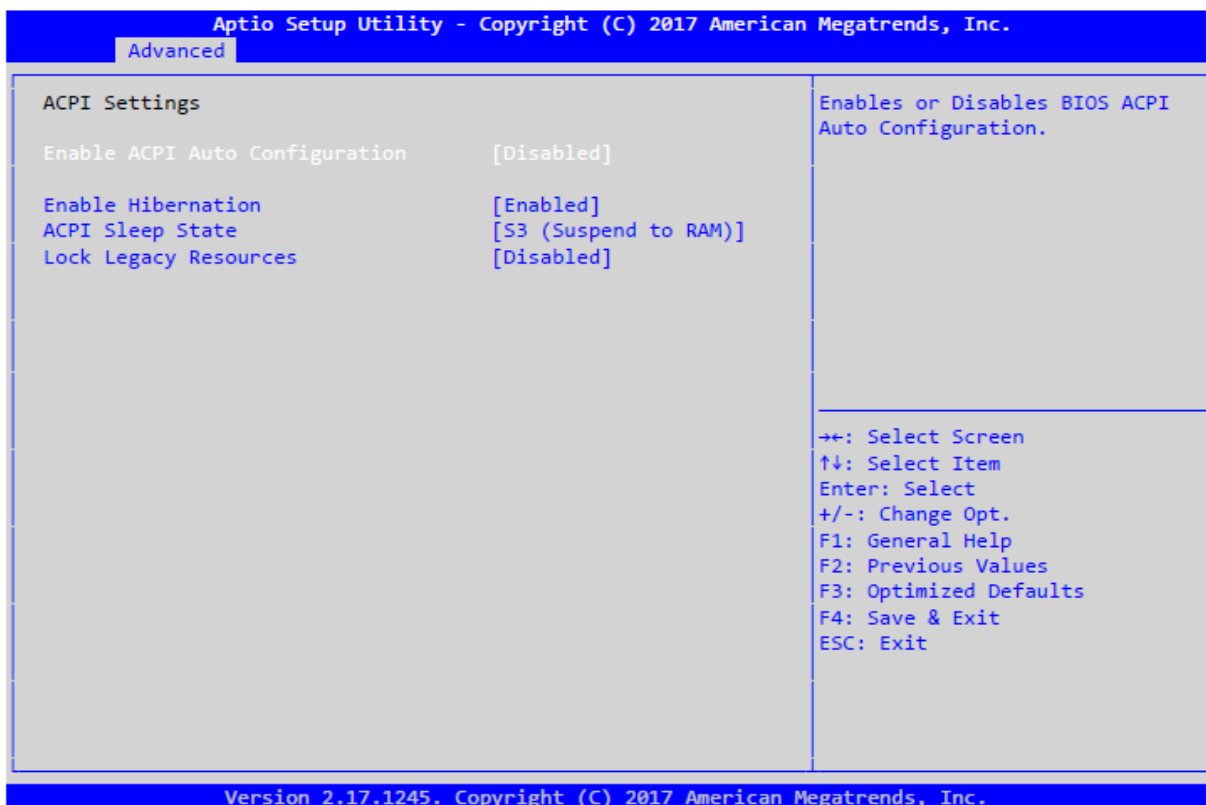 Aptio Setup Utility - Copyright (C) 2017 American Megatrends, Inc.
Advanced
ACPI Settings
Enable ACPI Auto Configuration [Disabled]
Enable Hibernation [Enabled]
ACPI Sleep State [S3 (Suspend to RAM)]
Lock Legacy Resources [Disabled]
Enables or Disables BIOS ACPI
Auto Configuration.
→←: Select Screen
↑↓: Select Item
Enter: Select
+/-: Change Opt.
F1: General Help
F2: Previous Values
F3: Optimized Defaults
F4: Save & Exit
ESC: Exit
Version 2.17.1245. Copyright (C) 2017 American Megatrends, Inc.